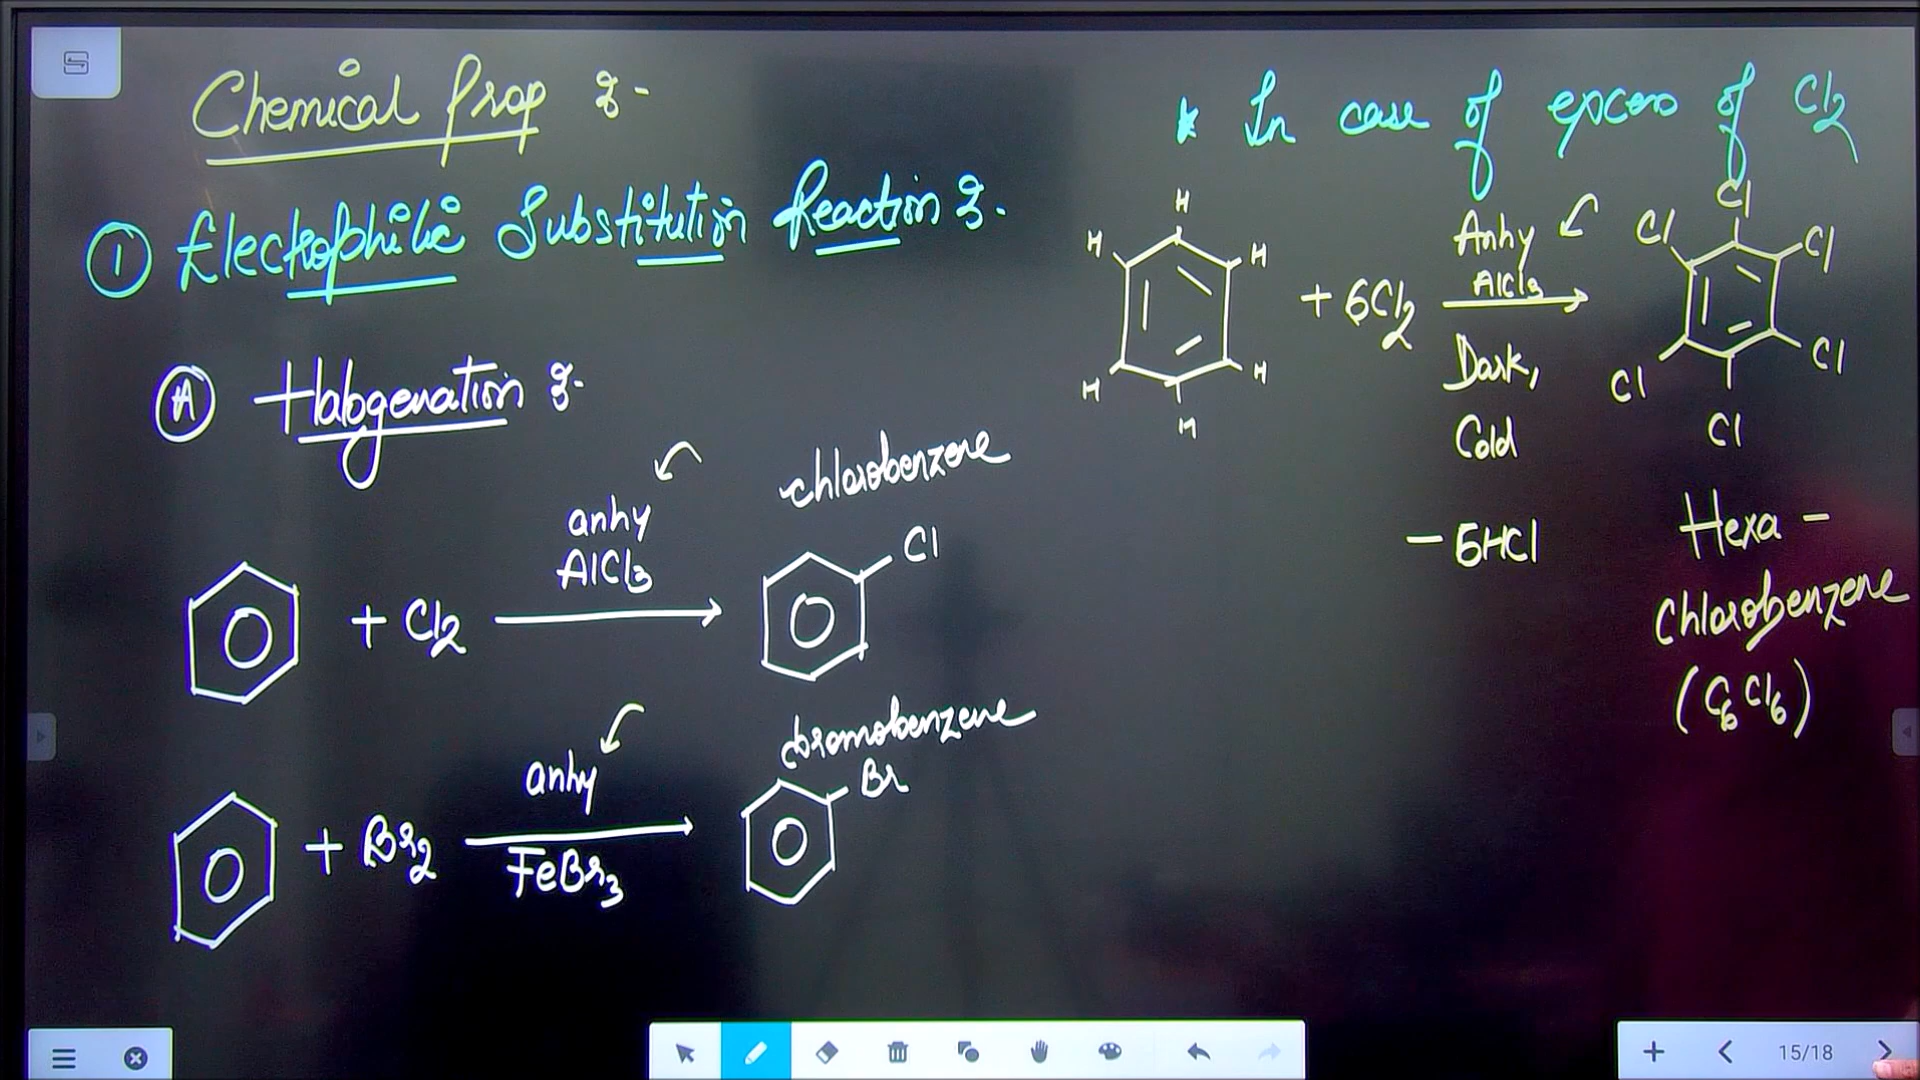 Chemical Prop :-
① Electrophilic Substitution Reaction :-
Ⓐ Halogenation :-
anhy
AlCl3
chlorobenzene
+ Cl2
Cl
anhy
FeBr3
bromobenzene
+ Br2
Br
* In case of excess of Cl2
H
H
H
H
H
H
+ 6Cl2
Anhy
AlCl3
Dark,
Cold
- 6HCl
Cl
Cl
Cl
Cl
Cl
Cl
Hexa -
Chlorobenzene
(C6Cl6)
15/18